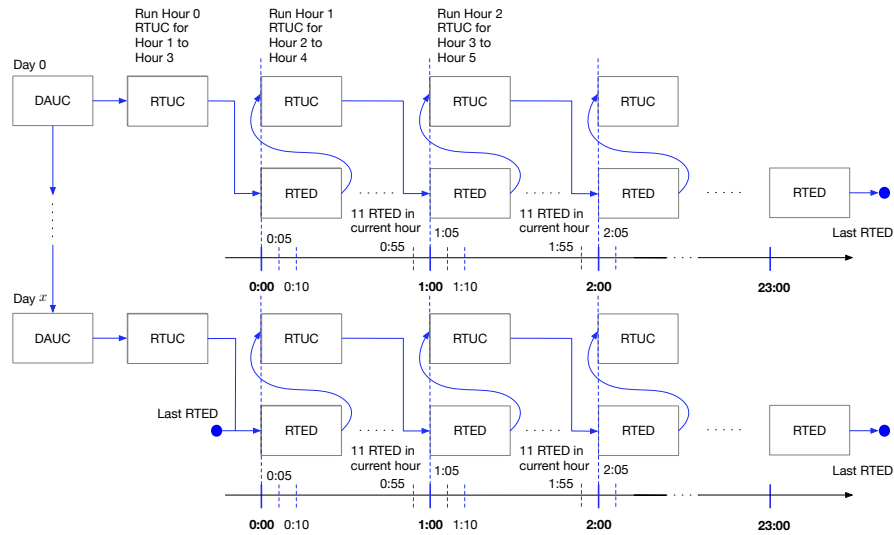 Run Hour 0
RTUC for
Hour 1 to
Hour 3
Run Hour 1
RTUC for
Hour 2 to
Hour 4
Run Hour 2
RTUC for
Hour 3 to
Hour 5
Day 0
DAUC
RTUC
RTUC
RTUC
RTUC
RTED
RTED
RTED
RTED
11 RTED in
current hour
11 RTED in
current hour
Last RTED
0:05
0:55
1:05
1:55
2:05
0:00
0:10
1:00
1:10
2:00
23:00
Day x
DAUC
RTUC
RTUC
RTUC
RTUC
Last RTED
RTED
RTED
RTED
RTED
11 RTED in
current hour
11 RTED in
current hour
Last RTED
0:05
0:55
1:05
1:55
2:05
0:00
0:10
1:00
1:10
2:00
23:00